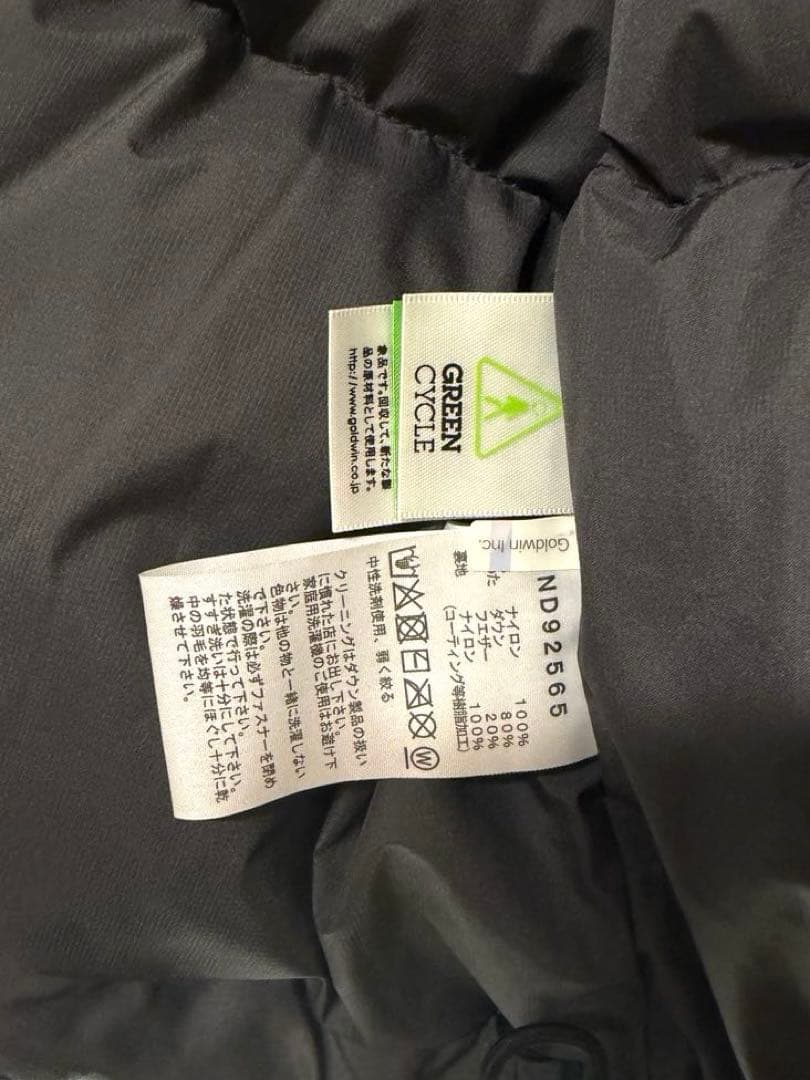 GREEN
CYCLE
象品です。回収して、新たな製
品の原材料として使用します。
http://www.goldwin.co.jp
Goldwin Inc.
ND92565
ナイロン 100%
た ダウン 80%
フエザー 20%
裏地 ナイロン 100%
(コーティング等樹脂加工)
W
中性洗剤使用、弱く絞る
クリーニングはダウン製品の扱い
に慣れた店にお出し下さい。
家庭用洗濯機のご使用はお避け下
さい。
色物は他の物と一緒に洗濯しない
で下さい。
洗濯の際は必ずファスナーを閉め
た状態で行って下さい。
すすぎ洗いは十分にして下さい。
中の羽毛を均等にほぐし十分に乾
燥させて下さい。